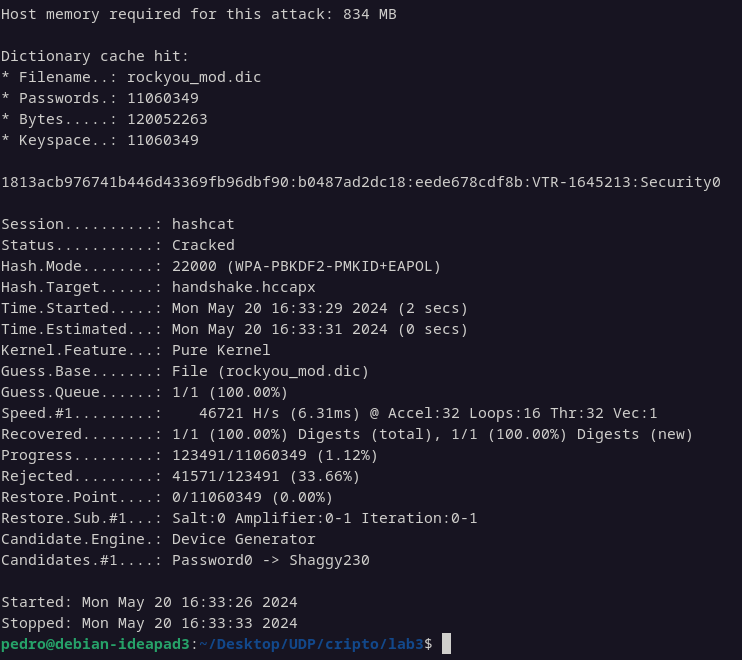 Host memory required for this attack: 834 MB
Dictionary cache hit:
* Filename..: rockyou_mod.dic
* Passwords.: 11060349
* Bytes.....: 120052263
* Keyspace..: 11060349
1813acb976741b446d43369fb96dbf90:b0487ad2dc18:eede678cdf8b:VTR-1645213:Security0
Session..........: hashcat
Status...........: Cracked
Hash.Mode........: 22000 (WPA-PBKDF2-PMKID+EAPOL)
Hash.Target......: handshake.hccapx
Time.Started.....: Mon May 20 16:33:29 2024 (2 secs)
Time.Estimated...: Mon May 20 16:33:31 2024 (0 secs)
Kernel.Feature...: Pure Kernel
Guess.Base.......: File (rockyou_mod.dic)
Guess.Queue......: 1/1 (100.00%)
Speed.#1.........:    46721 H/s (6.31ms) @ Accel:32 Loops:16 Thr:32 Vec:1
Recovered........: 1/1 (100.00%) Digests (total), 1/1 (100.00%) Digests (new)
Progress.........: 123491/11060349 (1.12%)
Rejected.........: 41571/123491 (33.66%)
Restore.Point....: 0/11060349 (0.00%)
Restore.Sub.#1...: Salt:0 Amplifier:0-1 Iteration:0-1
Candidate.Engine.: Device Generator
Candidates.#1....: Password0 -> Shaggy230
Started: Mon May 20 16:33:26 2024
Stopped: Mon May 20 16:33:33 2024
pedro@debian-ideapad3:~/Desktop/UDP/cripto/lab3$